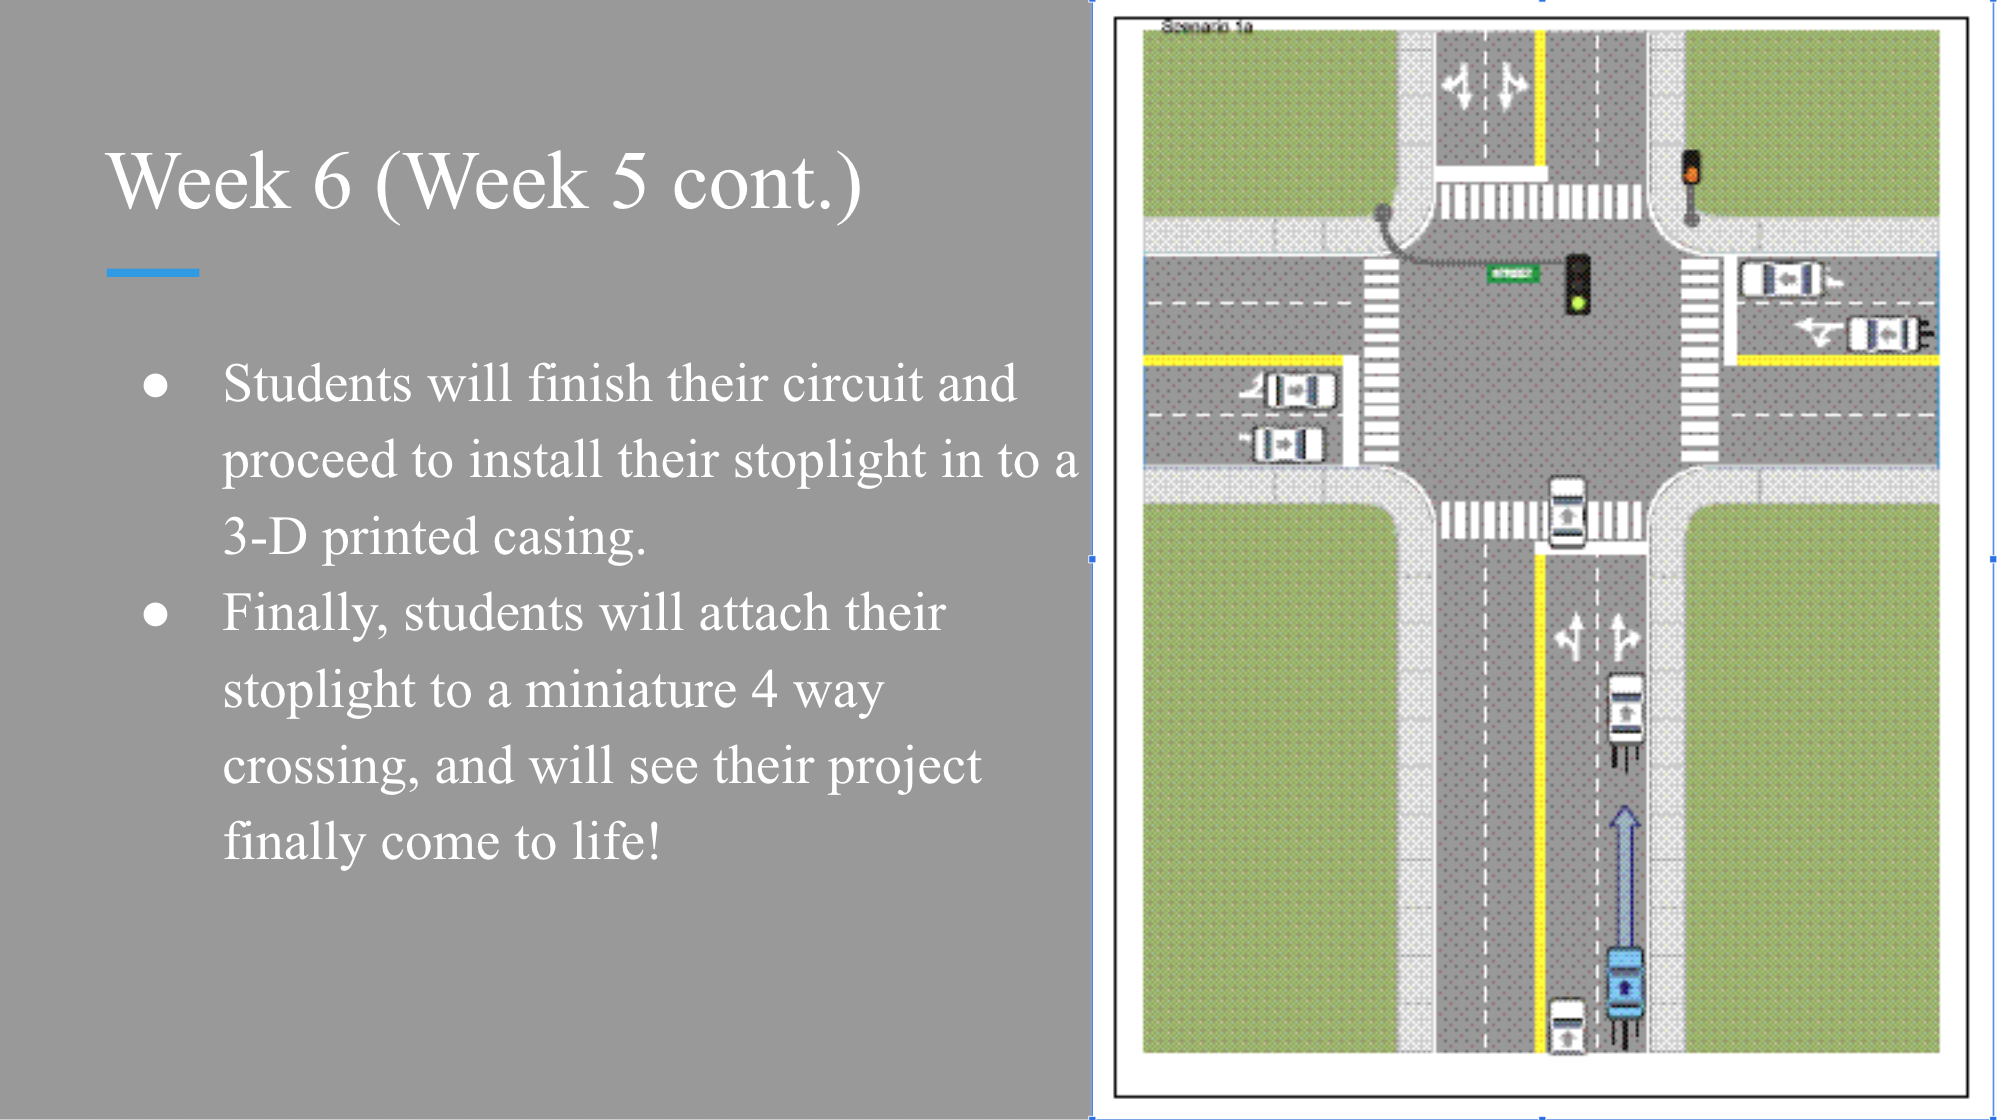 Week 6 (Week 5 cont.)
● Students will finish their circuit and
proceed to install their stoplight in to a
3-D printed casing.
● Finally, students will attach their
stoplight to a miniature 4 way
crossing, and will see their project
finally come to life!
Scenario 1a
STREET